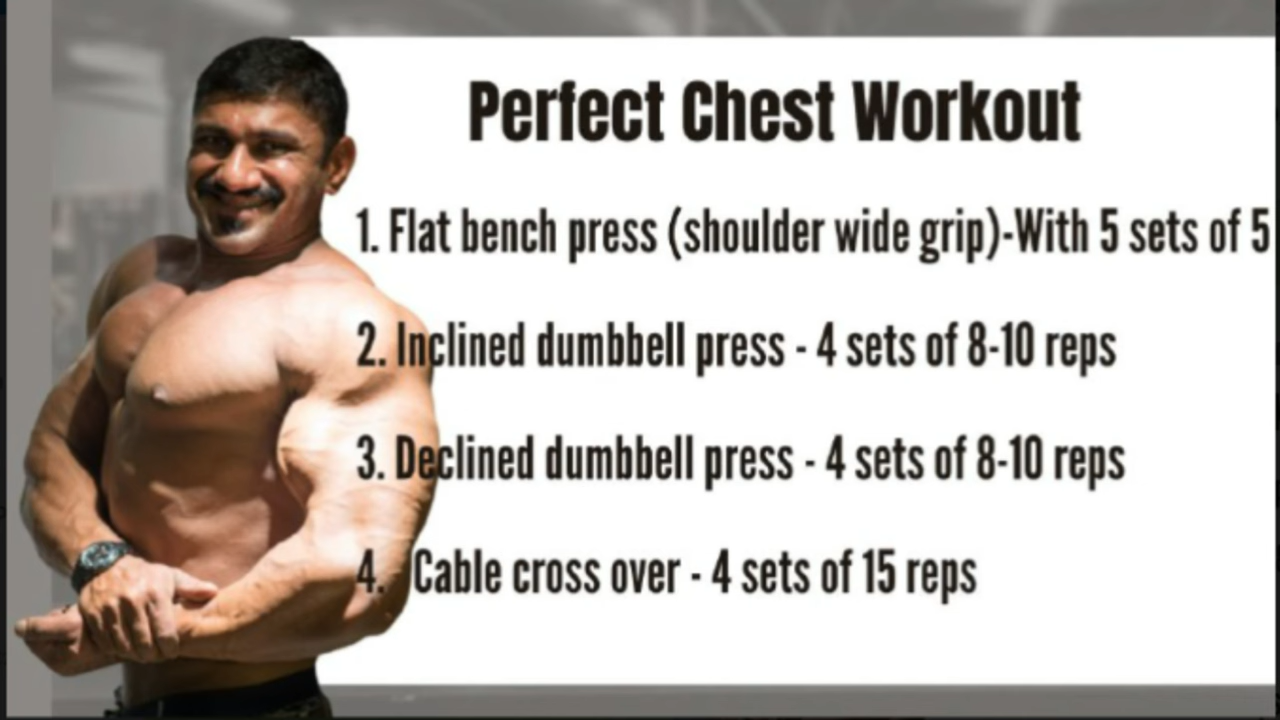 Perfect Chest Workout
1. Flat bench press (shoulder wide grip)-With 5 sets of 5
2. Inclined dumbbell press - 4 sets of 8-10 reps
3. Declined dumbbell press - 4 sets of 8-10 reps
4. Cable cross over - 4 sets of 15 reps